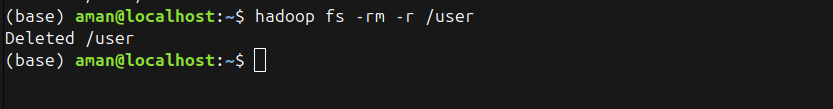 (base) aman@localhost:~$ hadoop fs -rm -r /user
Deleted /user
(base) aman@localhost:~$